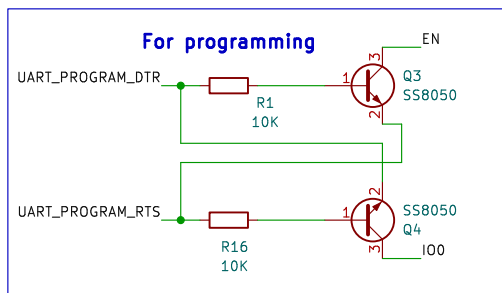 For programming
EN
3
UART_PROGRAM_DTR
1
Q3
SS8050
R1
10K
2
2
UART_PROGRAM_RTS
1
SS8050
Q4
R16
10K
3
IO0